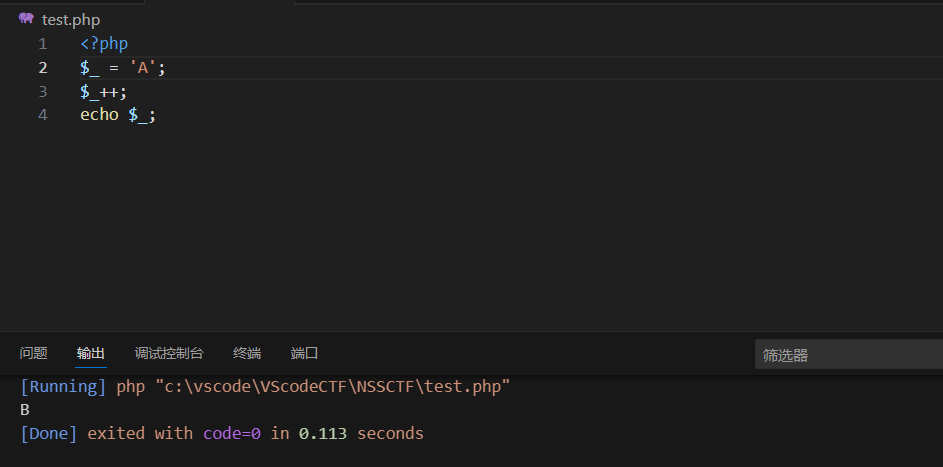 test.php
1 <?php
2 $_ = 'A';
3 $_++;
4 echo $_;
问题 输出 调试控制台 终端 端口 筛选器
[Running] php "c:\vscode\VScodeCTF\NSSCTF\test.php"
B
[Done] exited with code=0 in 0.113 seconds